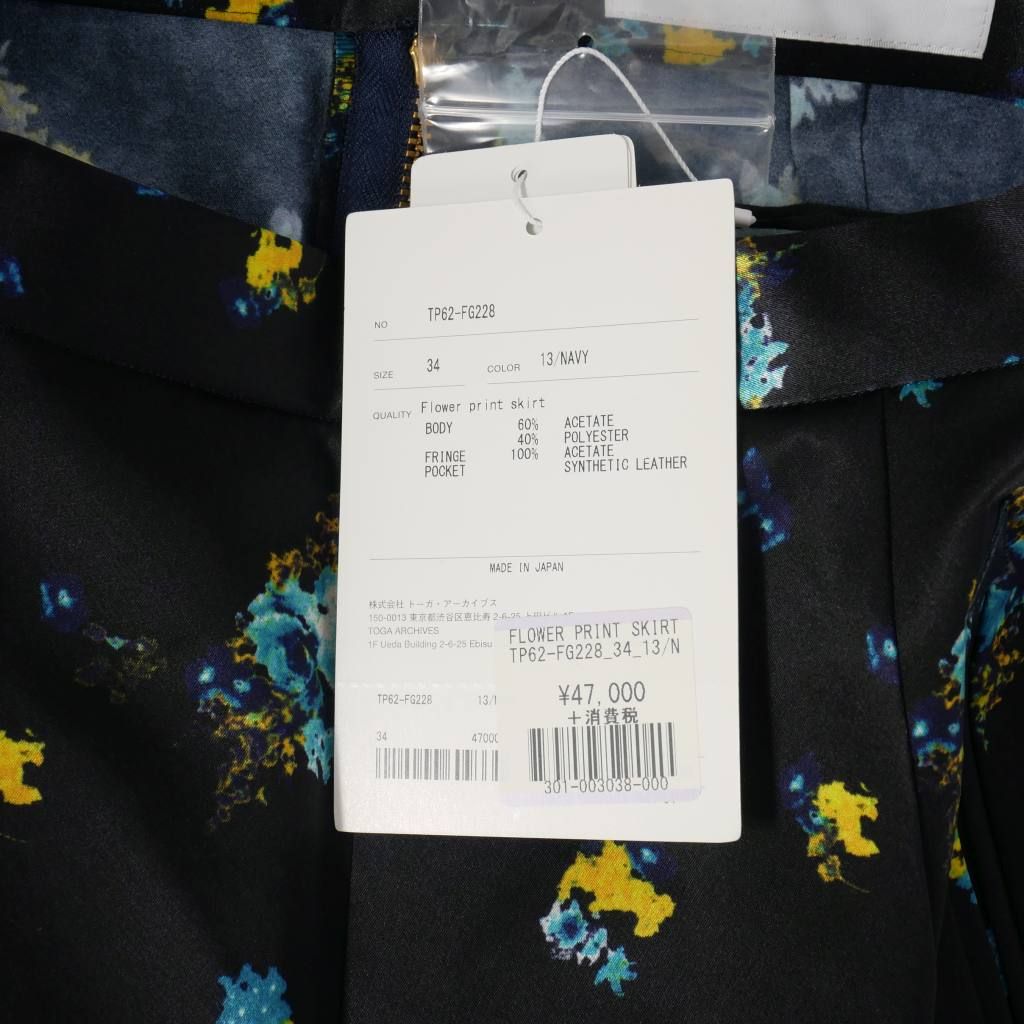 NO TP62-FG228
SIZE 34 COLOR 13/NAVY
QUALITY Flower print skirt
BODY 60% ACETATE
40% POLYESTER
FRINGE 100% ACETATE
POCKET SYNTHETIC LEATHER
MADE IN JAPAN
株式会社 トーガ・アーカイブス
150-0013 東京都渋谷区恵比寿 2-6-25
TOGA ARCHIVES
1F Ueda Building 2-6-25 Ebisu
TP62-FG228 13/
34 47000
FLOWER PRINT SKIRT
TP62-FG228_34_13/N
¥47,000
+消費税
301-003038-000